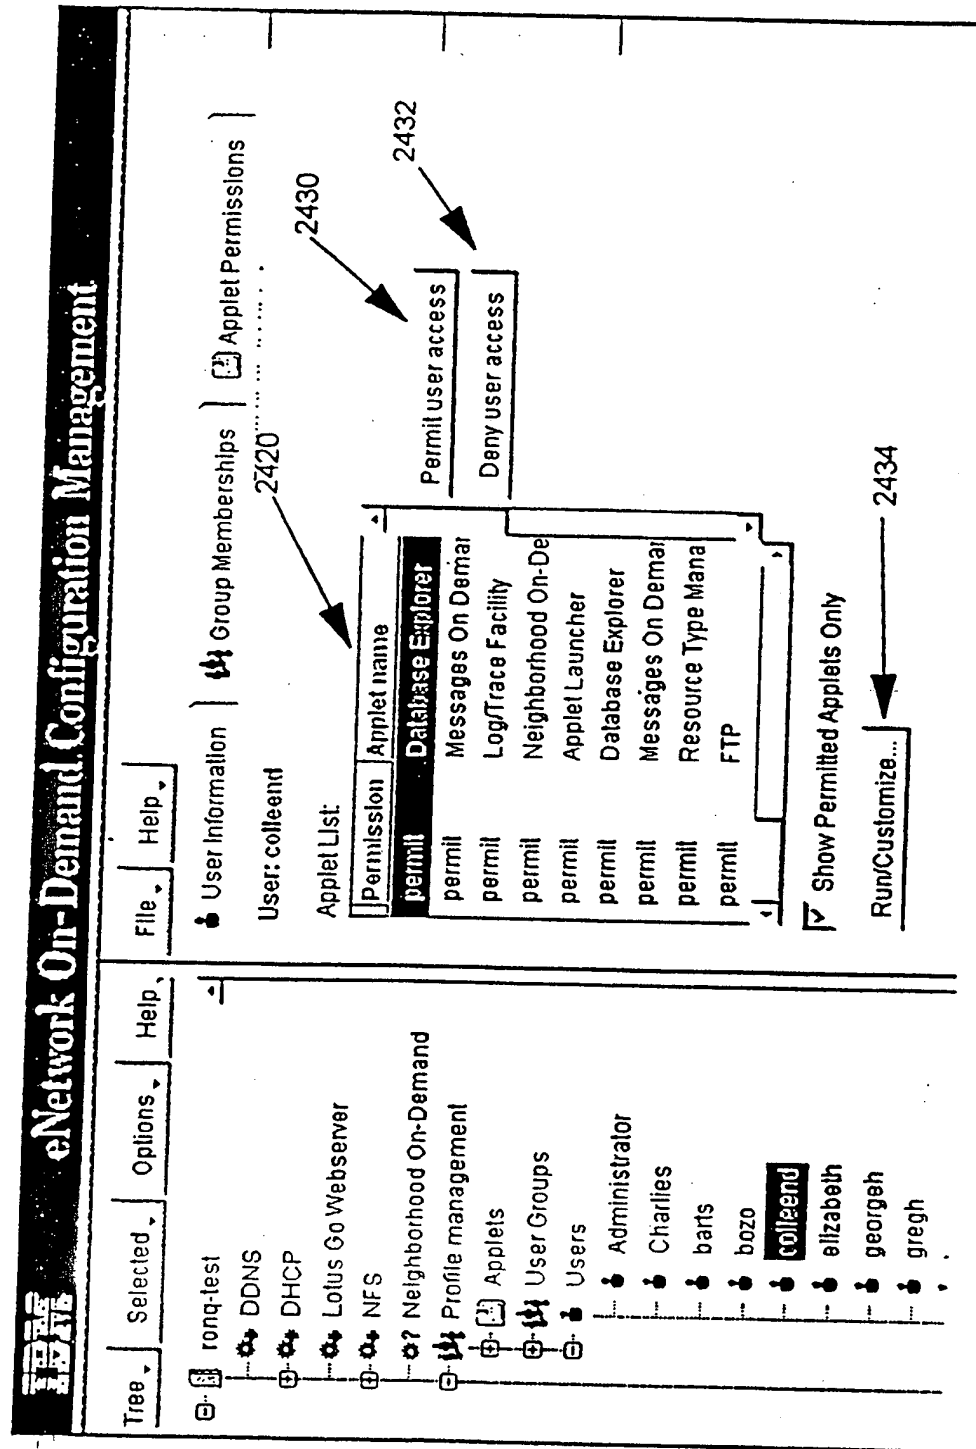 IBM eNetwork On-Demand Configuration Management
Tree Selected Options Help
ronq-test
DDNS
DHCP
Lotus Go Webserver
NFS
Neighborhood On-Demand
Profile management
Applets
User Groups
Users
Administrator
Charlies
barts
bozo
colleend
elizabeth
georgeh
gregh
File Help
User Information Group Memberships Applet Permissions
User: colleend
2420
Applet List:
Permission Applet name
permit Database Explorer
permit Messages On Demar
permit Log/Trace Facility
permit Neighborhood On-De
permit Applet Launcher
permit Database Explorer
permit Messages On Demar
permit Resource Type Mana
permit FTP
Permit user access
2430
Deny user access
2432
Show Permitted Applets Only
Run/Customize...
2434